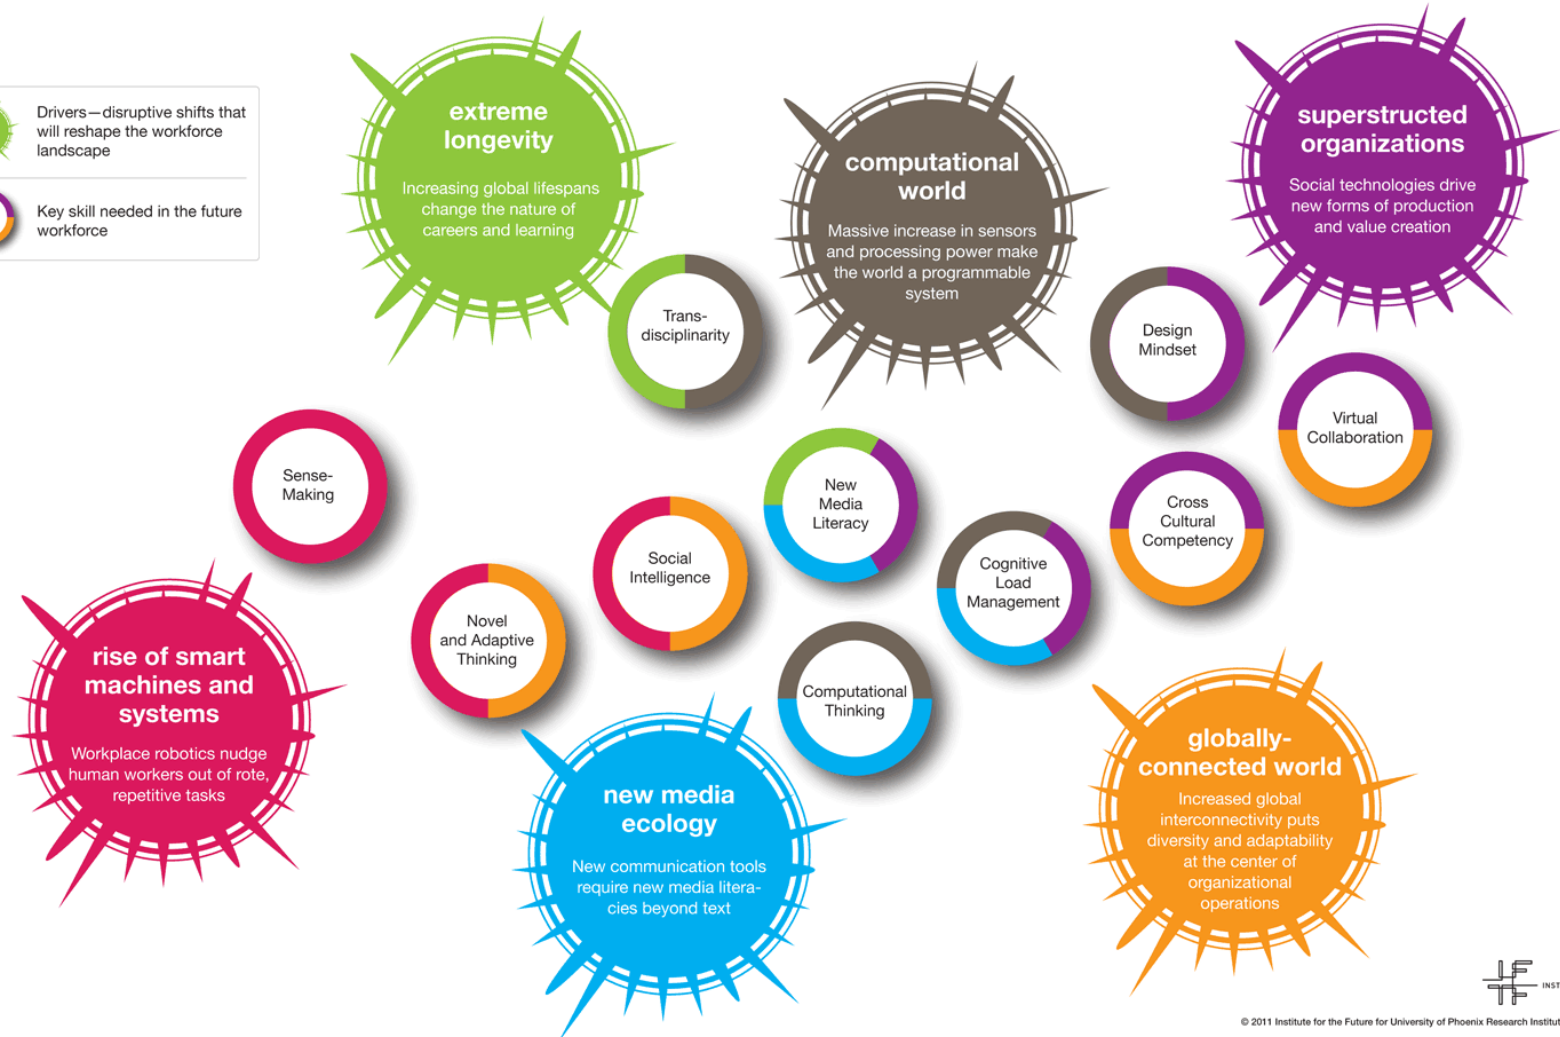 Drivers—disruptive shifts that
will reshape the workforce
landscape
Key skill needed in the future
workforce
extreme
longevity
Increasing global lifespans
change the nature of
careers and learning
computational
world
Massive increase in sensors
and processing power make
the world a programmable
system
superstructed
organizations
Social technologies drive
new forms of production
and value creation
Trans-
disciplinarity
Design
Mindset
Virtual
Collaboration
Sense-
Making
New
Media
Literacy
Cross
Cultural
Competency
Social
Intelligence
Cognitive
Load
Management
Novel
and Adaptive
Thinking
Computational
Thinking
rise of smart
machines and
systems
Workplace robotics nudge
human workers out of rote,
repetitive tasks
new media
ecology
New communication tools
require new media litera-
cies beyond text
globally-
connected world
Increased global
interconnectivity puts
diversity and adaptability
at the center of
organizational
operations
IFTF
INST
© 2011 Institute for the Future for University of Phoenix Research Institut